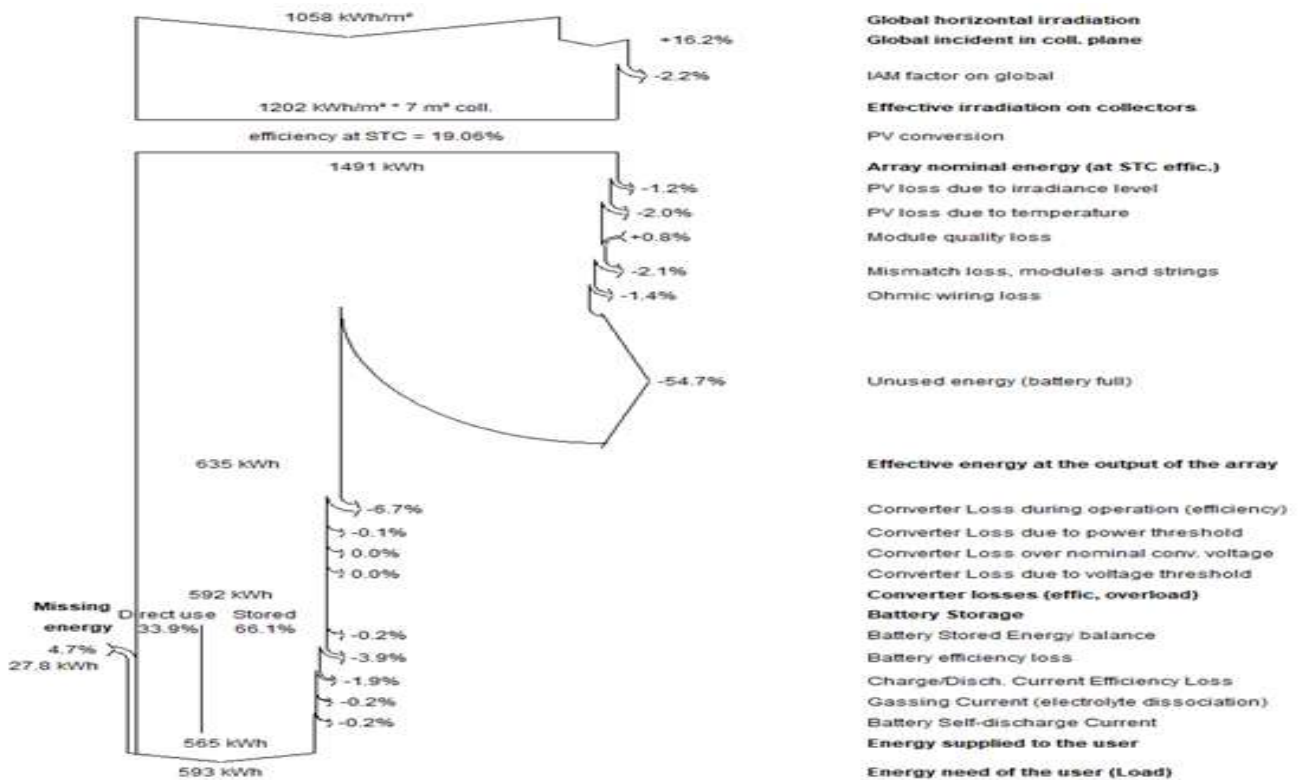 1058 kWh/m² Global horizontal irradiation
+16.2% Global incident in coll. plane
-2.2% IAM factor on global
1202 kWh/m² * 7 m² coll. Effective irradiation on collectors
efficiency at STC = 19.06% PV conversion
1491 kWh Array nominal energy (at STC effic.)
-1.2% PV loss due to irradiance level
-2.0% PV loss due to temperature
+0.8% Module quality loss
-2.1% Mismatch loss, modules and strings
-1.4% Ohmic wiring loss
-54.7% Unused energy (battery full)
635 kWh Effective energy at the output of the array
-6.7% Converter Loss during operation (efficiency)
-0.1% Converter Loss due to power threshold
0.0% Converter Loss over nominal conv. voltage
0.0% Converter Loss due to voltage threshold
592 kWh Converter losses (effic, overload)
Missing Direct use Stored Battery Storage
energy 33.9% 66.1% -0.2% Battery Stored Energy balance
4.7% -3.9% Battery efficiency loss
27.8 kWh
-1.9% Charge/Disch. Current Efficiency Loss
-0.2% Gassing Current (electrolyte dissociation)
-0.2% Battery Self-discharge Current
565 kWh Energy supplied to the user
593 kWh Energy need of the user (Load)